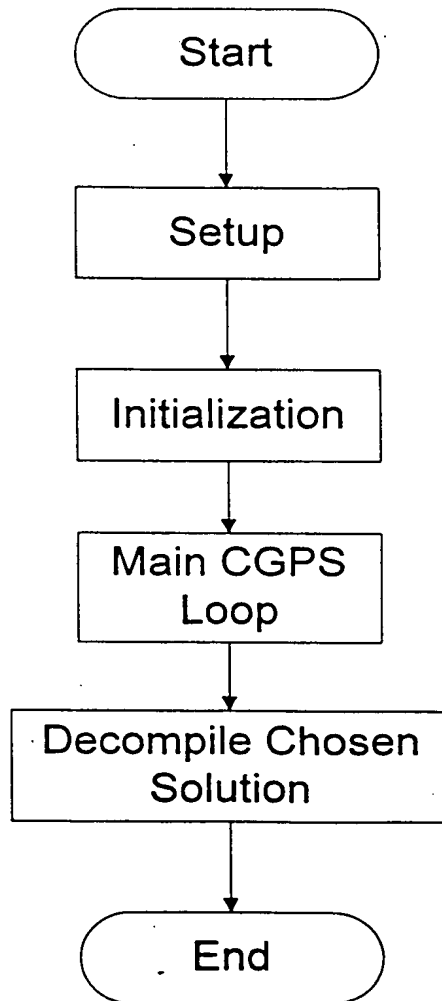 Start
Setup
Initialization
Main CGPS
Loop
Decompile Chosen
Solution
End